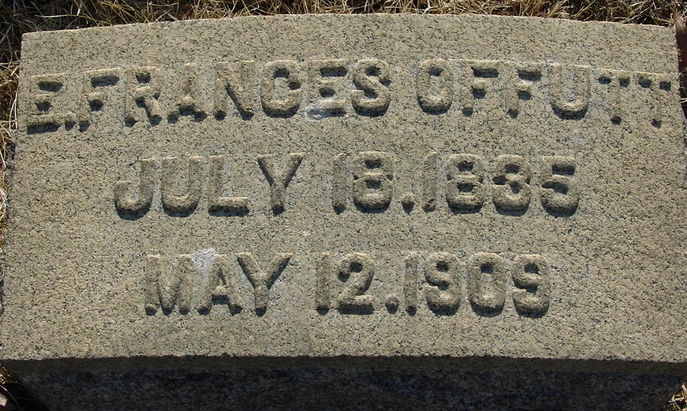 E. FRANCES OFFUTT
JULY 18. 1835
MAY 12. 1909